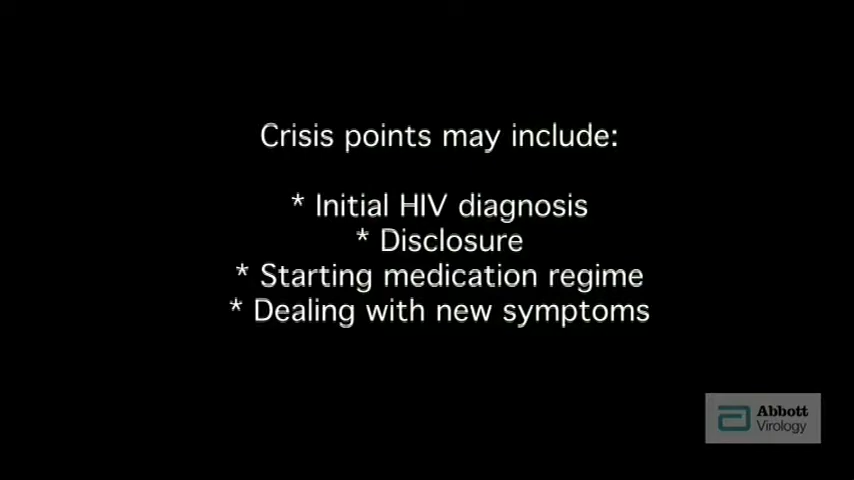 Crisis points may include:
* Initial HIV diagnosis
* Disclosure
* Starting medication regime
* Dealing with new symptoms
Abbott
Virology